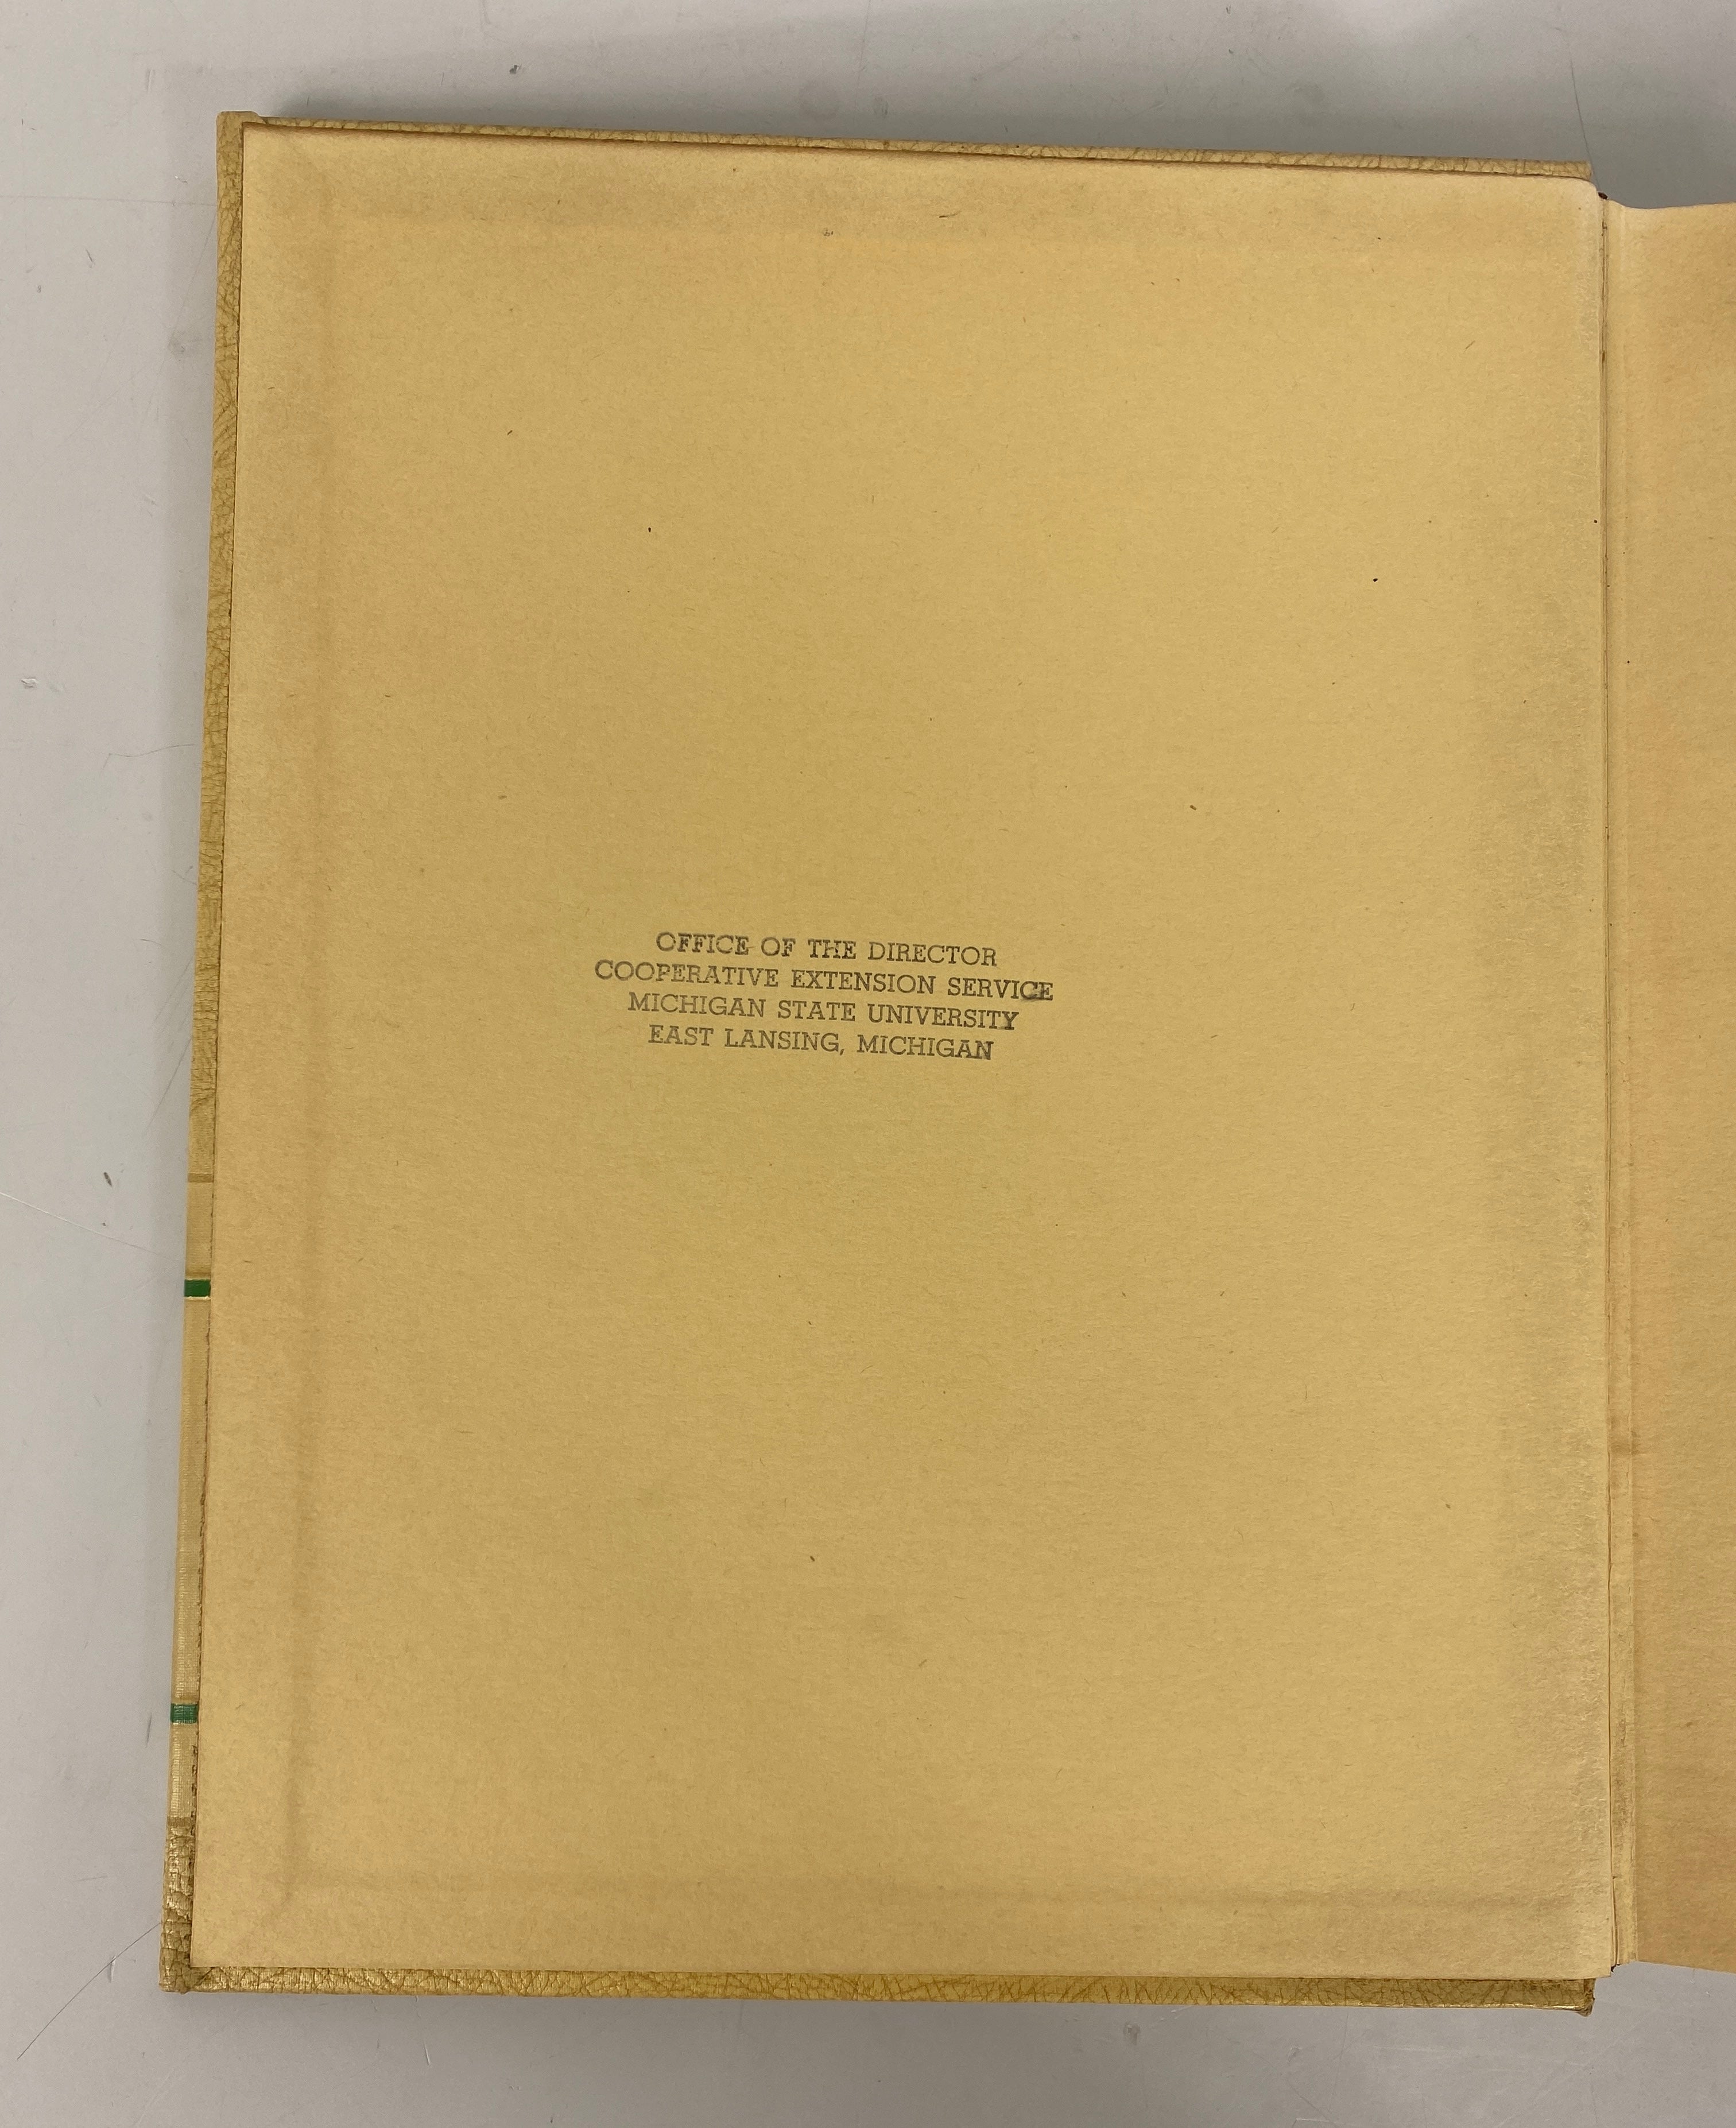 OFFICE OF THE DIRECTOR
COOPERATIVE EXTENSION SERVICE
MICHIGAN STATE UNIVERSITY
EAST LANSING, MICHIGAN